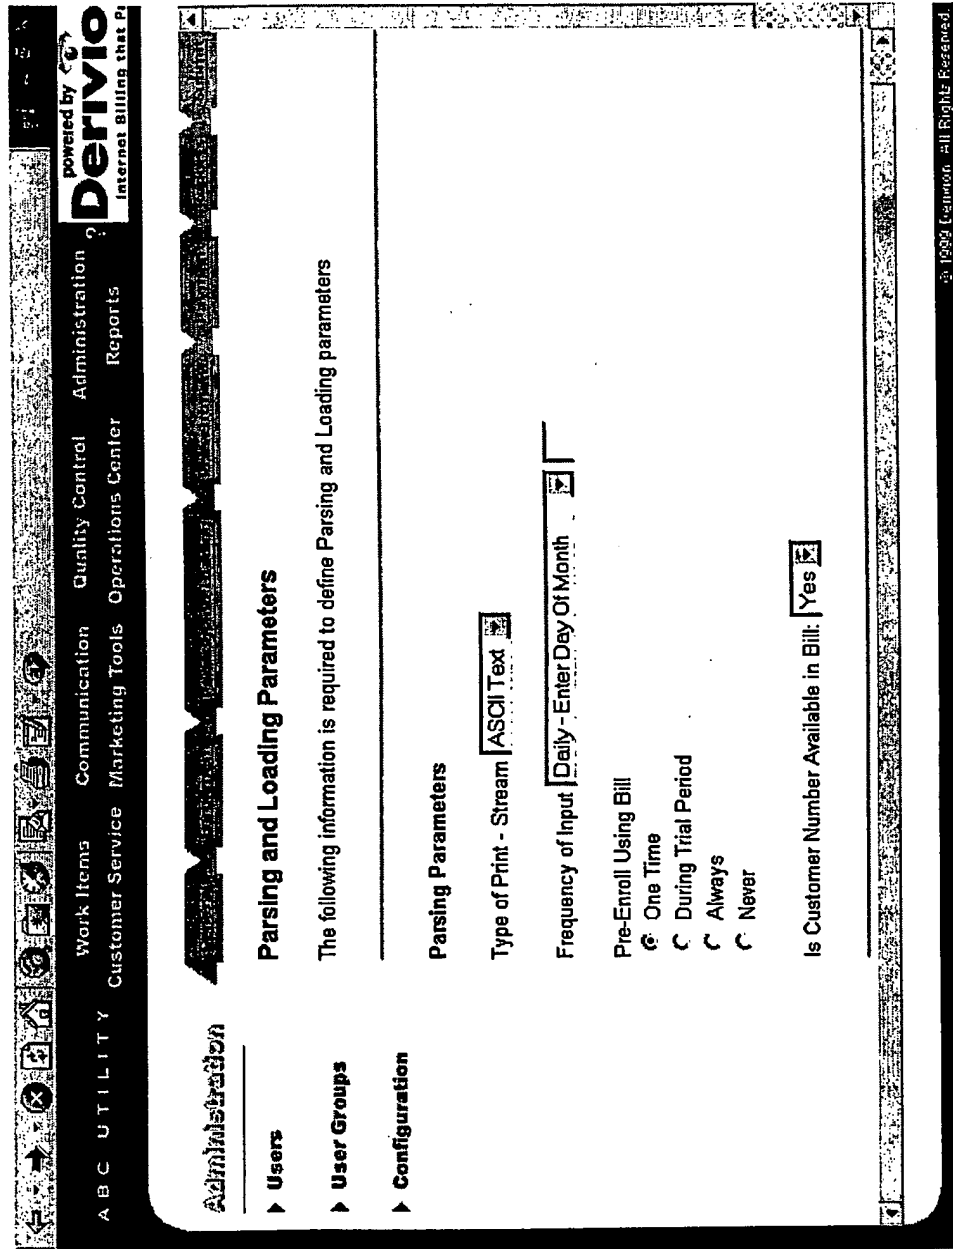 powered by
Derivio
Internet Billing that P
?
ABC UTILITY
Work Items Communication Quality Control Administration
Customer Service Marketing Tools Operations Center Reports
Administration
Users
User Groups
Configuration
Parsing and Loading Parameters
The following information is required to define Parsing and Loading parameters
Parsing Parameters
Type of Print - Stream ASCII Text
Frequency of Input Daily - Enter Day Of Month
Pre-Enroll Using Bill
One Time
During Trial Period
Always
Never
Is Customer Number Available in Bill: Yes
© 1999 All Rights Reserved.